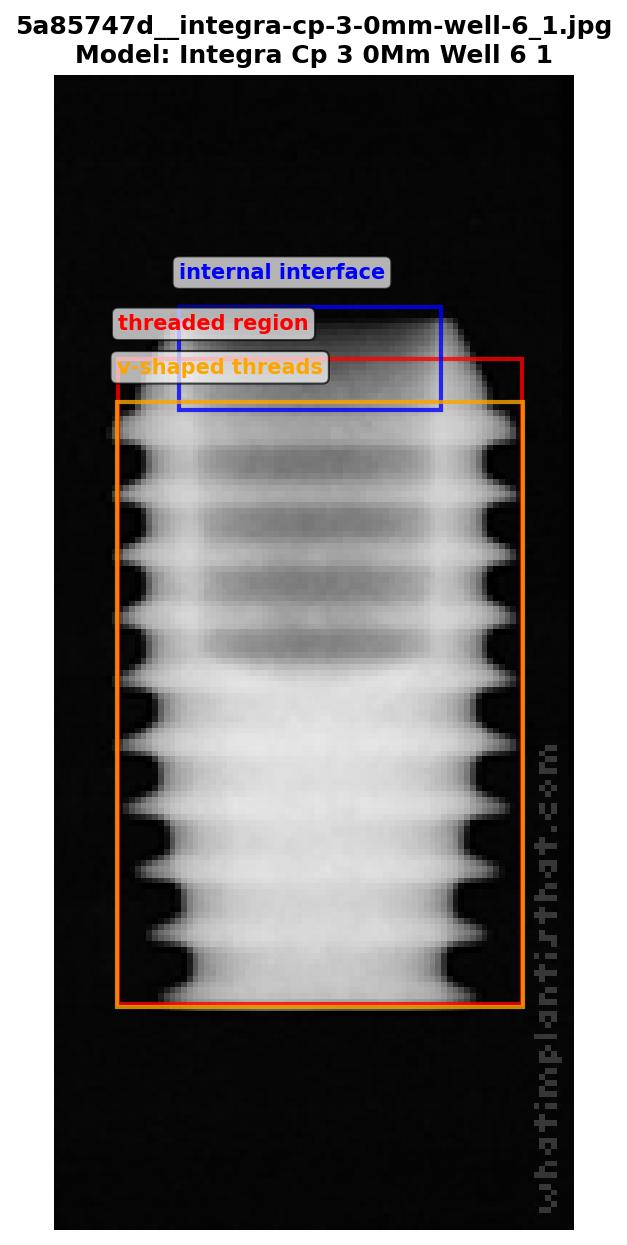 5a85747d__integra-cp-3-0mm-well-6_1.jpg
Model: Integra Cp 3 0Mm Well 6 1
internal interface
threaded region
v-shaped threads
whatimplantisthat.com